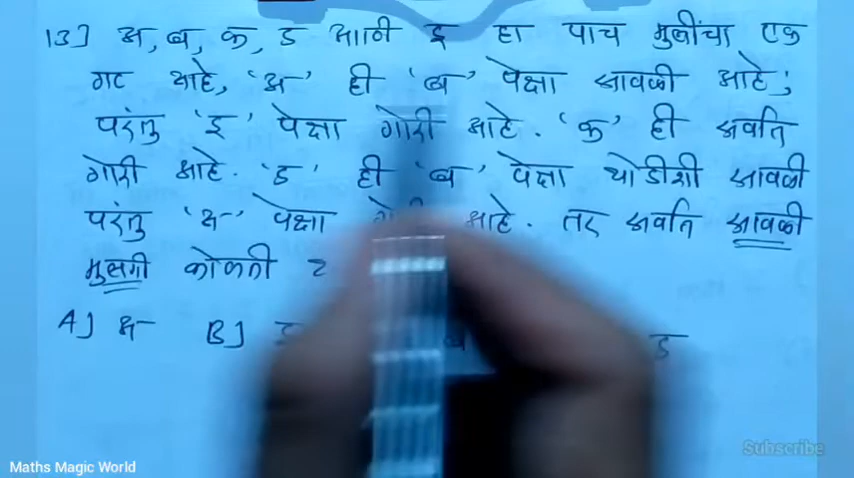 13] अ, ब, क, ड आणि इ हा पाच मुलींचा एक
गट आहे, 'अ' ही 'ब' पेक्षा सावळी आहे;
परंतु 'इ' पेक्षा गोरी आहे. 'क' ही सर्वात
गोरी आहे. 'ड' ही 'ब' पेक्षा थोडीशी सावळी
परंतु 'अ' पेक्षा आहे. तर सर्वात सावळी
मुलगी कोणती ?
A] अ B] ब ड
Subscribe
Maths Magic World